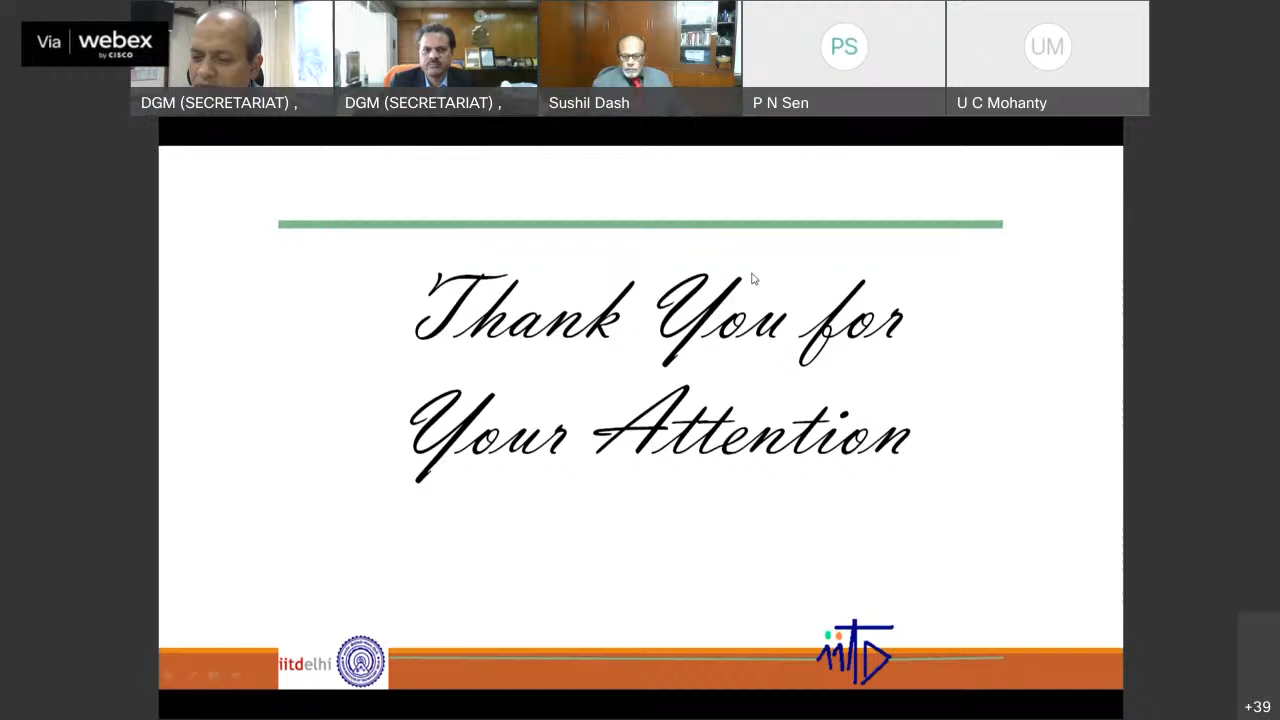 Via webex
by CISCO
DGM (SECRETARIAT) ,
DGM (SECRETARIAT) ,
Sushil Dash
PS
P N Sen
UM
U C Mohanty
Thank You for
Your Attention
iitdelhi
iiTD
+39